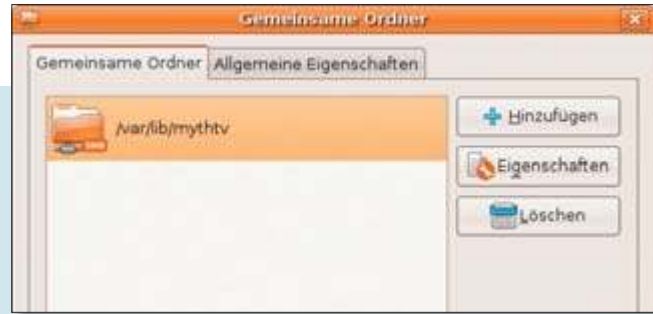 Gemeinsame Ordner
Gemeinsame Ordner Allgemeine Eigenschaften
/var/lib/mythtv
Hinzufügen
Eigenschaften
Löschen